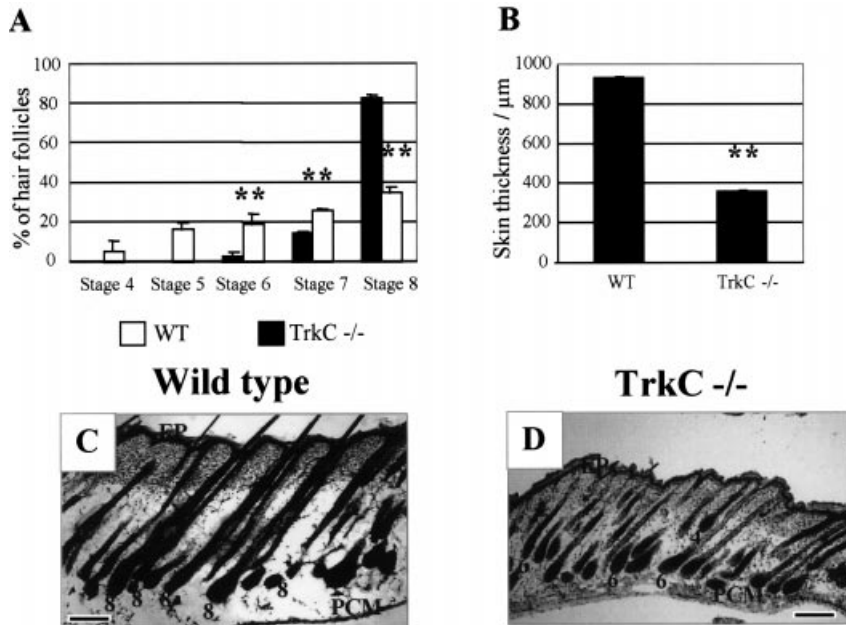 A
% of hair follicles
100
80
60
40
20
0
**
**
**
Stage 4 Stage 5 Stage 6 Stage 7 Stage 8
WT TrkC -/-
B
Skin thickness / µm
1000
800
600
400
200
0
**
WT TrkC -/-
Wild type
C
EP
8 8 8 8 8
PCM
TrkC -/-
D
EP
4
6 6 6
PCM